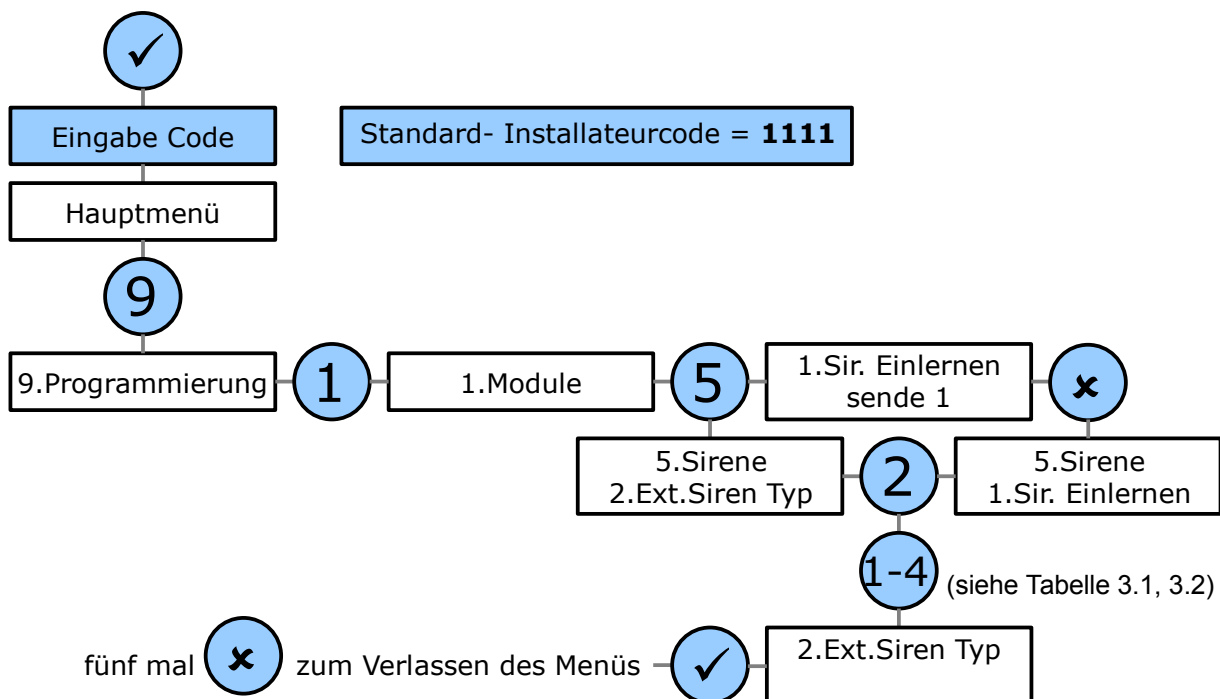 ✓
Eingabe Code
Standard- Installateurcode = 1111
Hauptmenü
9
9.Programmierung
1
1.Module
5
1.Sir. Einlernen
sende 1
×
5.Sirene
2.Ext.Siren Typ
2
5.Sirene
1.Sir. Einlernen
1-4
(siehe Tabelle 3.1, 3.2)
2.Ext.Siren Typ
fünf mal × zum Verlassen des Menüs ✓